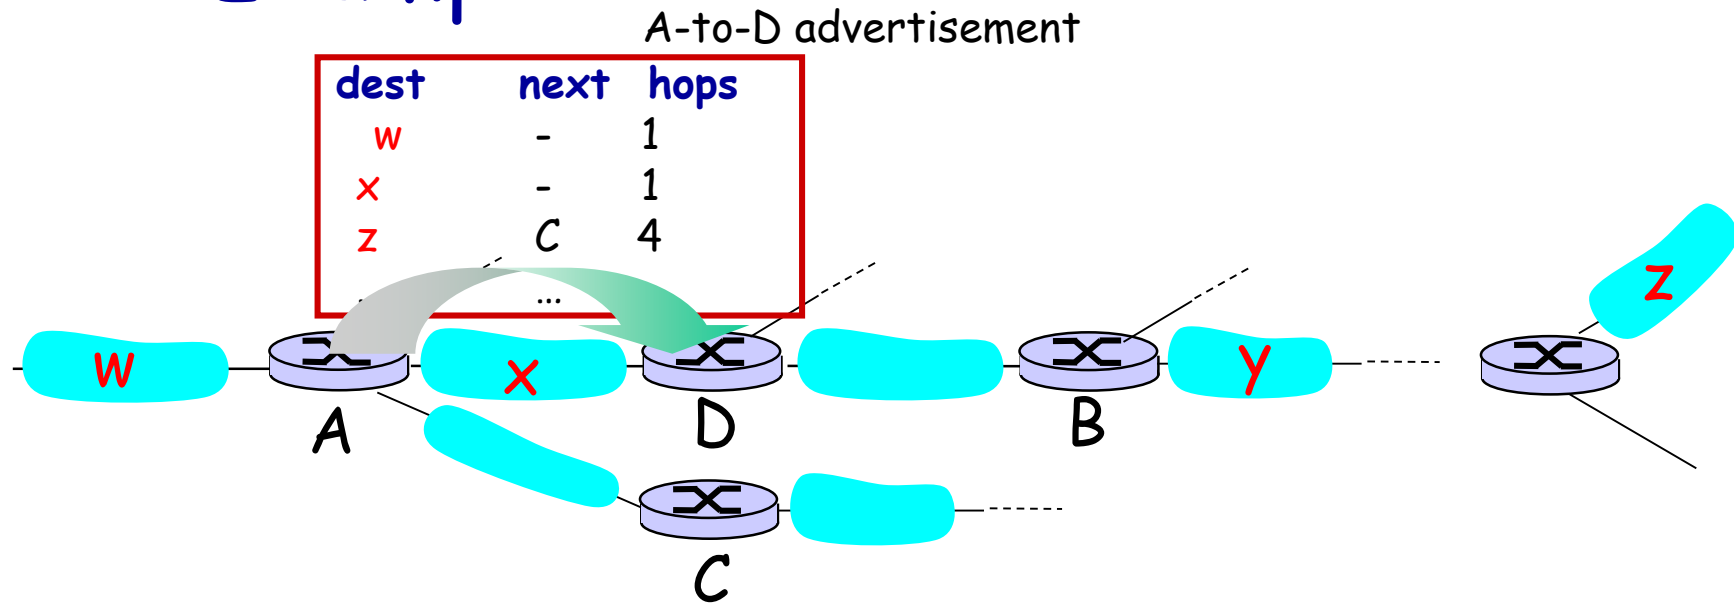 A-to-D advertisement
dest next hops
w - 1
x - 1
z C 4
...
w x y z
A D B
C